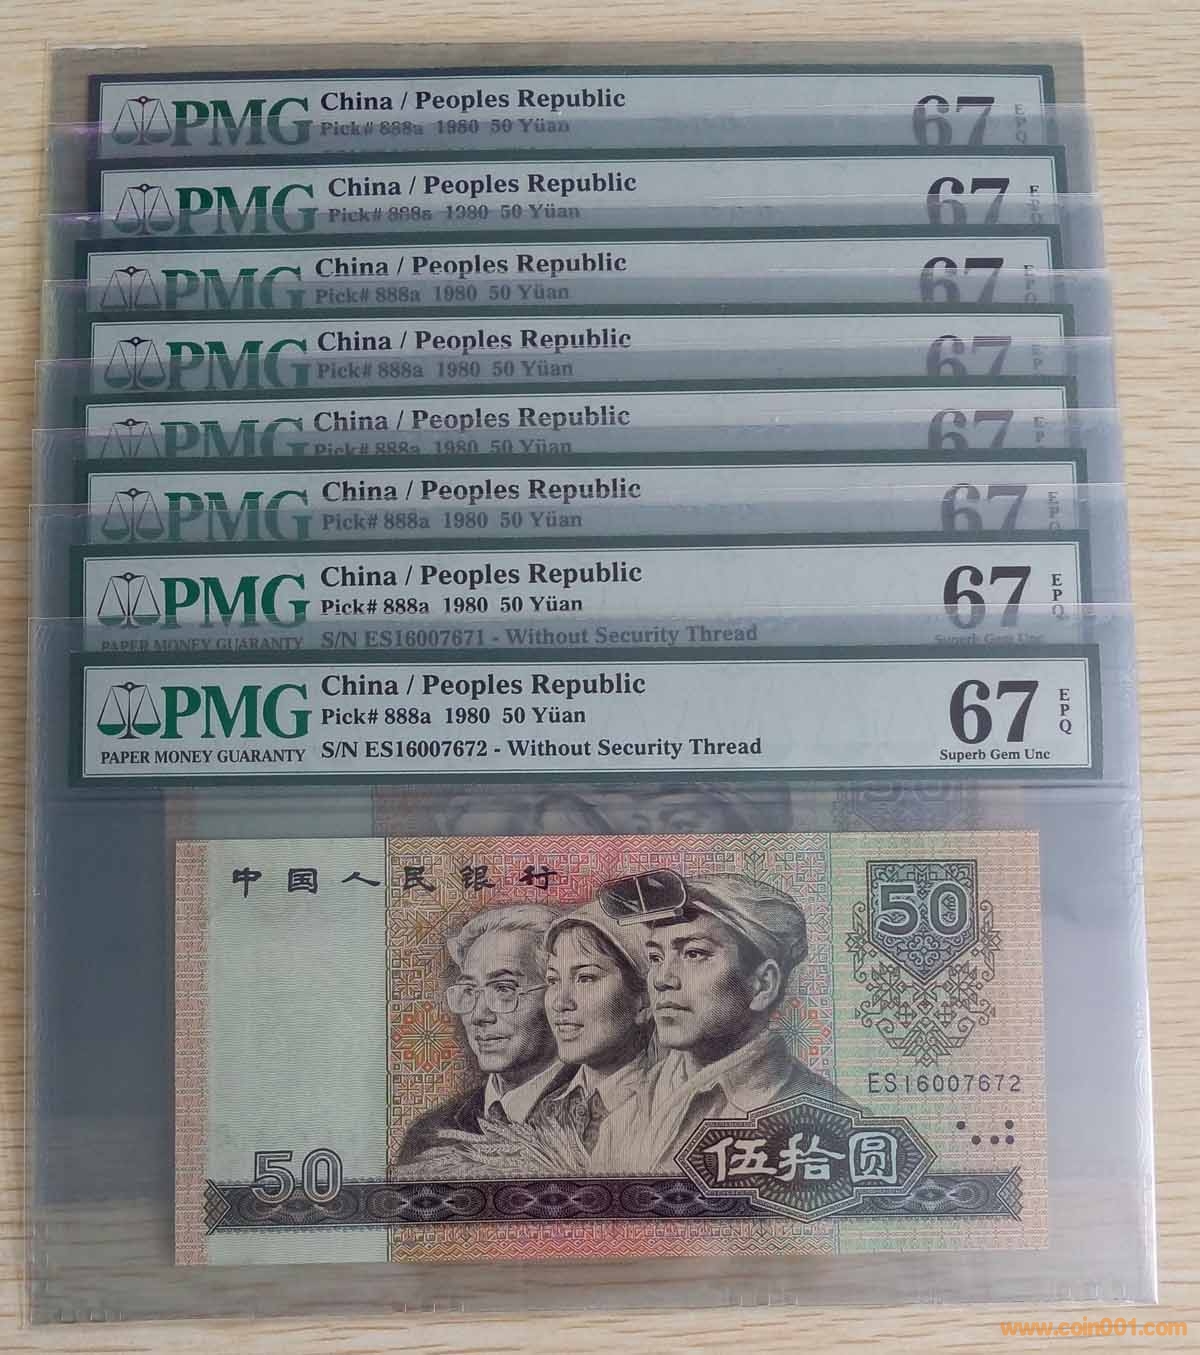 PMG China / Peoples Republic 67 EPQ
Pick# 888a 1980 50 Yüan
PMG China / Peoples Republic 67
Pick# 888a 1980 50 Yüan
PMG China / Peoples Republic 67 EPQ
Pick# 888a 1980 50 Yüan
PMG China / Peoples Republic 67
Pick# 888a 1980 50 Yüan
PMG China / Peoples Republic 67
Pick# 888a 1980 50 Yüan
PMG China / Peoples Republic 67 EPQ
Pick# 888a 1980 50 Yüan
PMG China / Peoples Republic 67 EPQ
Pick# 888a 1980 50 Yüan
PAPER MONEY GUARANTY S/N ES16007671 - Without Security Thread Superb Gem Unc
PMG China / Peoples Republic 67 EPQ
Pick# 888a 1980 50 Yüan
PAPER MONEY GUARANTY S/N ES16007672 - Without Security Thread Superb Gem Unc
中国人民银行
50
ES16007672
伍拾圆
50
www.coin001.com